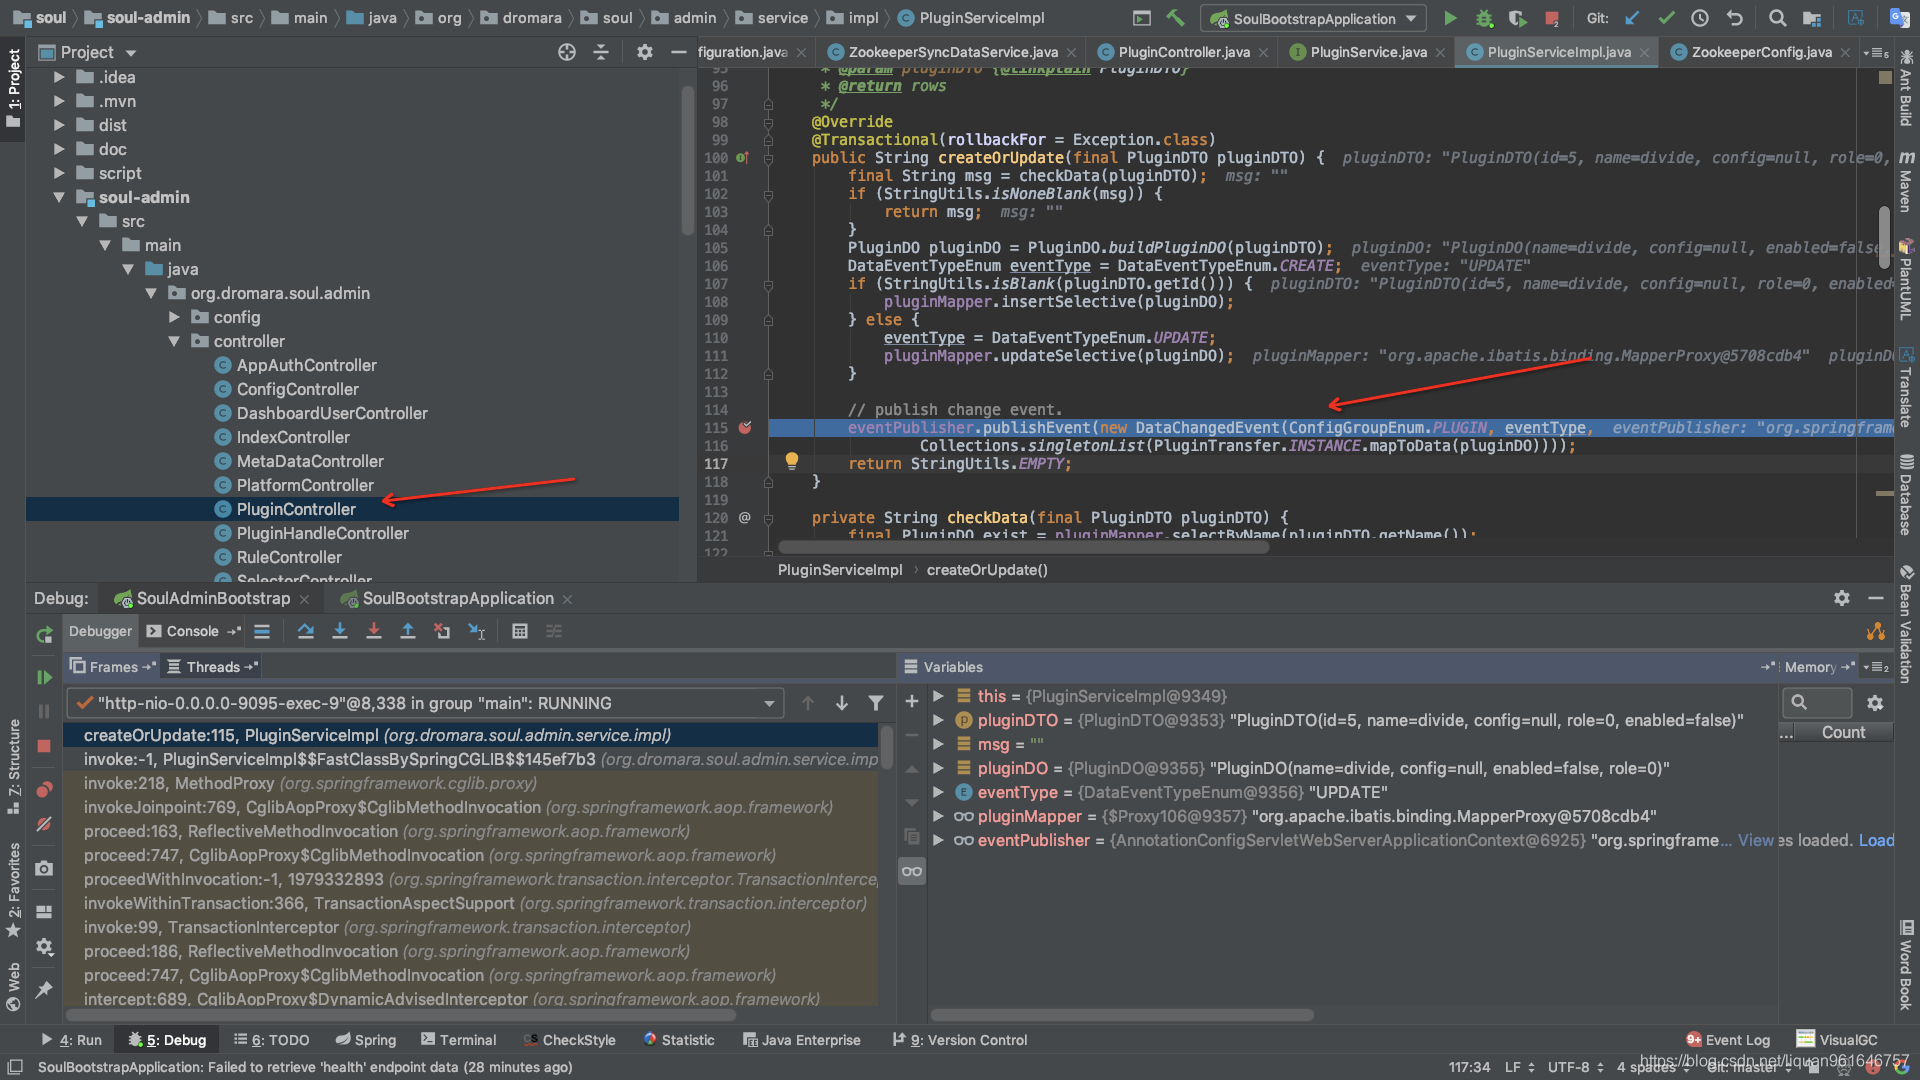 soul  soul-admin  src  main  java  org  dromara  soul  admin  service  impl  PluginServiceImpl
SoulBootstrapApplication  Git:
Project
figuration.java  ZookeeperSyncDataService.java  PluginController.java  PluginService.java  PluginServiceImpl.java  ZookeeperConfig.java
1: Project
.idea
.mvn
dist
doc
script
soul-admin
src
main
java
org.dromara.soul.admin
config
controller
AppAuthController
ConfigController
DashboardUserController
IndexController
MetaDataController
PlatformController
PluginController
PluginHandleController
RuleController
SelectorController
95 * @param pluginDTO {@linkplain PluginDTO}
96 * @return rows
97 */
98 @Override
99 @Transactional(rollbackFor = Exception.class)
100 public String createOrUpdate(final PluginDTO pluginDTO) {  pluginDTO: "PluginDTO(id=5, name=divide, config=null, role=0,
101 final String msg = checkData(pluginDTO);  msg: ""
102 if (StringUtils.isNoneBlank(msg)) {
103 return msg;  msg: ""
104 }
105 PluginDO pluginDO = PluginDO.buildPluginDO(pluginDTO);  pluginDO: "PluginDO(name=divide, config=null, enabled=false
106 DataEventTypeEnum eventType = DataEventTypeEnum.CREATE;  eventType: "UPDATE"
107 if (StringUtils.isBlank(pluginDTO.getId())) {  pluginDTO: "PluginDTO(id=5, name=divide, config=null, role=0, enabled
108 pluginMapper.insertSelective(pluginDO);
109 } else {
110 eventType = DataEventTypeEnum.UPDATE;
111 pluginMapper.updateSelective(pluginDO);  pluginMapper: "org.apache.ibatis.binding.MapperProxy@5708cdb4"  pluginD
112 }
113
114 // publish change event.
115 eventPublisher.publishEvent(new DataChangedEvent(ConfigGroupEnum.PLUGIN, eventType,  eventPublisher: "org.springfram
116 Collections.singletonList(PluginTransfer.INSTANCE.mapToData(pluginDO))));
117 return StringUtils.EMPTY;
118 }
119
120 @ private String checkData(final PluginDTO pluginDTO) {
121 final PluginDO exist = pluginMapper.selectByName(pluginDTO.getName());
122
PluginServiceImpl  createOrUpdate()
Ant Build
Maven
PlantUML
Translate
Database
Bean Validation
Word Book
Debug:  SoulAdminBootstrap  SoulBootstrapApplication
Debugger  Console
Frames  Threads
"http-nio-0.0.0.0-9095-exec-9"@8,338 in group "main": RUNNING
createOrUpdate:115, PluginServiceImpl (org.dromara.soul.admin.service.impl)
invoke:-1, PluginServiceImpl$$FastClassBySpringCGLIB$$145ef7b3 (org.dromara.soul.admin.service.imp
invoke:218, MethodProxy (org.springframework.cglib.proxy)
invokeJoinpoint:769, CglibAopProxy$CglibMethodInvocation (org.springframework.aop.framework)
proceed:163, ReflectiveMethodInvocation (org.springframework.aop.framework)
proceed:747, CglibAopProxy$CglibMethodInvocation (org.springframework.aop.framework)
proceedWithInvocation:-1, 1979332893 (org.springframework.transaction.interceptor.TransactionInterce
invokeWithinTransaction:366, TransactionAspectSupport (org.springframework.transaction.interceptor)
invoke:99, TransactionInterceptor (org.springframework.transaction.interceptor)
proceed:186, ReflectiveMethodInvocation (org.springframework.aop.framework)
proceed:747, CglibAopProxy$CglibMethodInvocation (org.springframework.aop.framework)
intercept:689, CglibAopProxy$DynamicAdvisedInterceptor (org.springframework.aop.framework)
Variables
this = {PluginServiceImpl@9349}
pluginDTO = {PluginDTO@9353} "PluginDTO(id=5, name=divide, config=null, role=0, enabled=false)"
msg = ""
pluginDO = {PluginDO@9355} "PluginDO(name=divide, config=null, enabled=false, role=0)"
eventType = {DataEventTypeEnum@9356} "UPDATE"
pluginMapper = {$Proxy106@9357} "org.apache.ibatis.binding.MapperProxy@5708cdb4"
eventPublisher = {AnnotationConfigServletWebServerApplicationContext@6925} "org.springframe... View
Memory
... Count
es loaded. Load
7: Structure
2: Favorites
Web
4: Run  5: Debug  6: TODO  Spring  Terminal  CheckStyle  Statistic  Java Enterprise  9: Version Control  9+ Event Log  VisualGC
SoulBootstrapApplication: Failed to retrieve 'health' endpoint data (28 minutes ago)  117:34  LF  UTF-8  4 spaces  Git: master
https://blog.csdn.net/liquan961646757